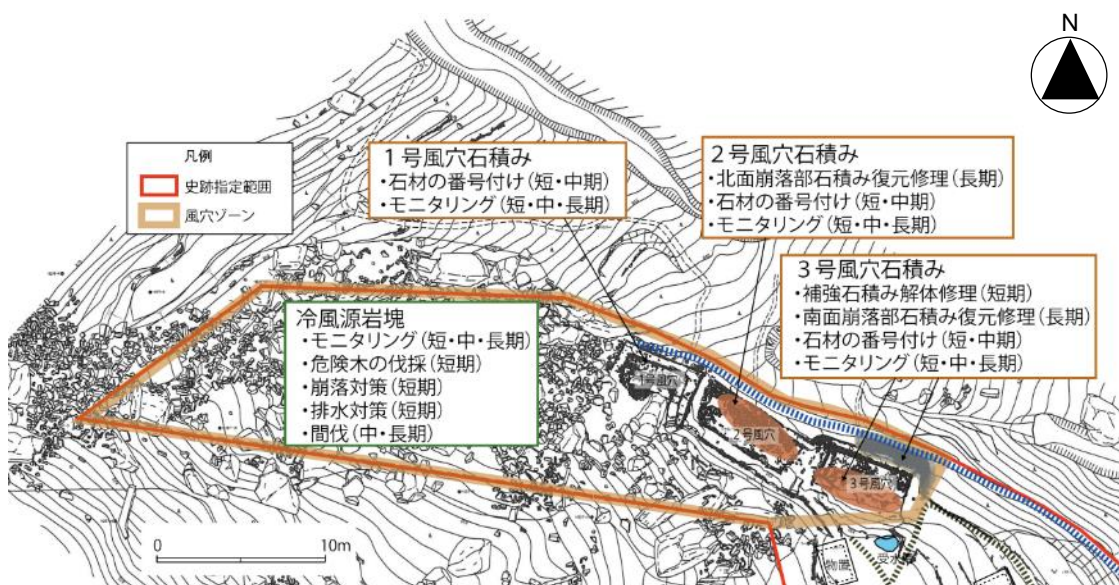 N
凡例
史跡指定範囲
風穴ゾーン
1号風穴石積み
・石材の番号付け(短・中期)
・モニタリング(短・中・長期)
2号風穴石積み
・北面崩落部石積み復元修理(長期)
・石材の番号付け(短・中期)
・モニタリング(短・中・長期)
3号風穴石積み
・補強石積み解体修理(短期)
・南面崩落部石積み復元修理(長期)
・石材の番号付け(短・中期)
・モニタリング(短・中・長期)
冷風源岩塊
・モニタリング(短・中・長期)
・危険木の伐採(短期)
・崩落対策(短期)
・排水対策(短期)
・間伐(中・長期)
1号風穴
2号風穴
3号風穴
0 10m
物置